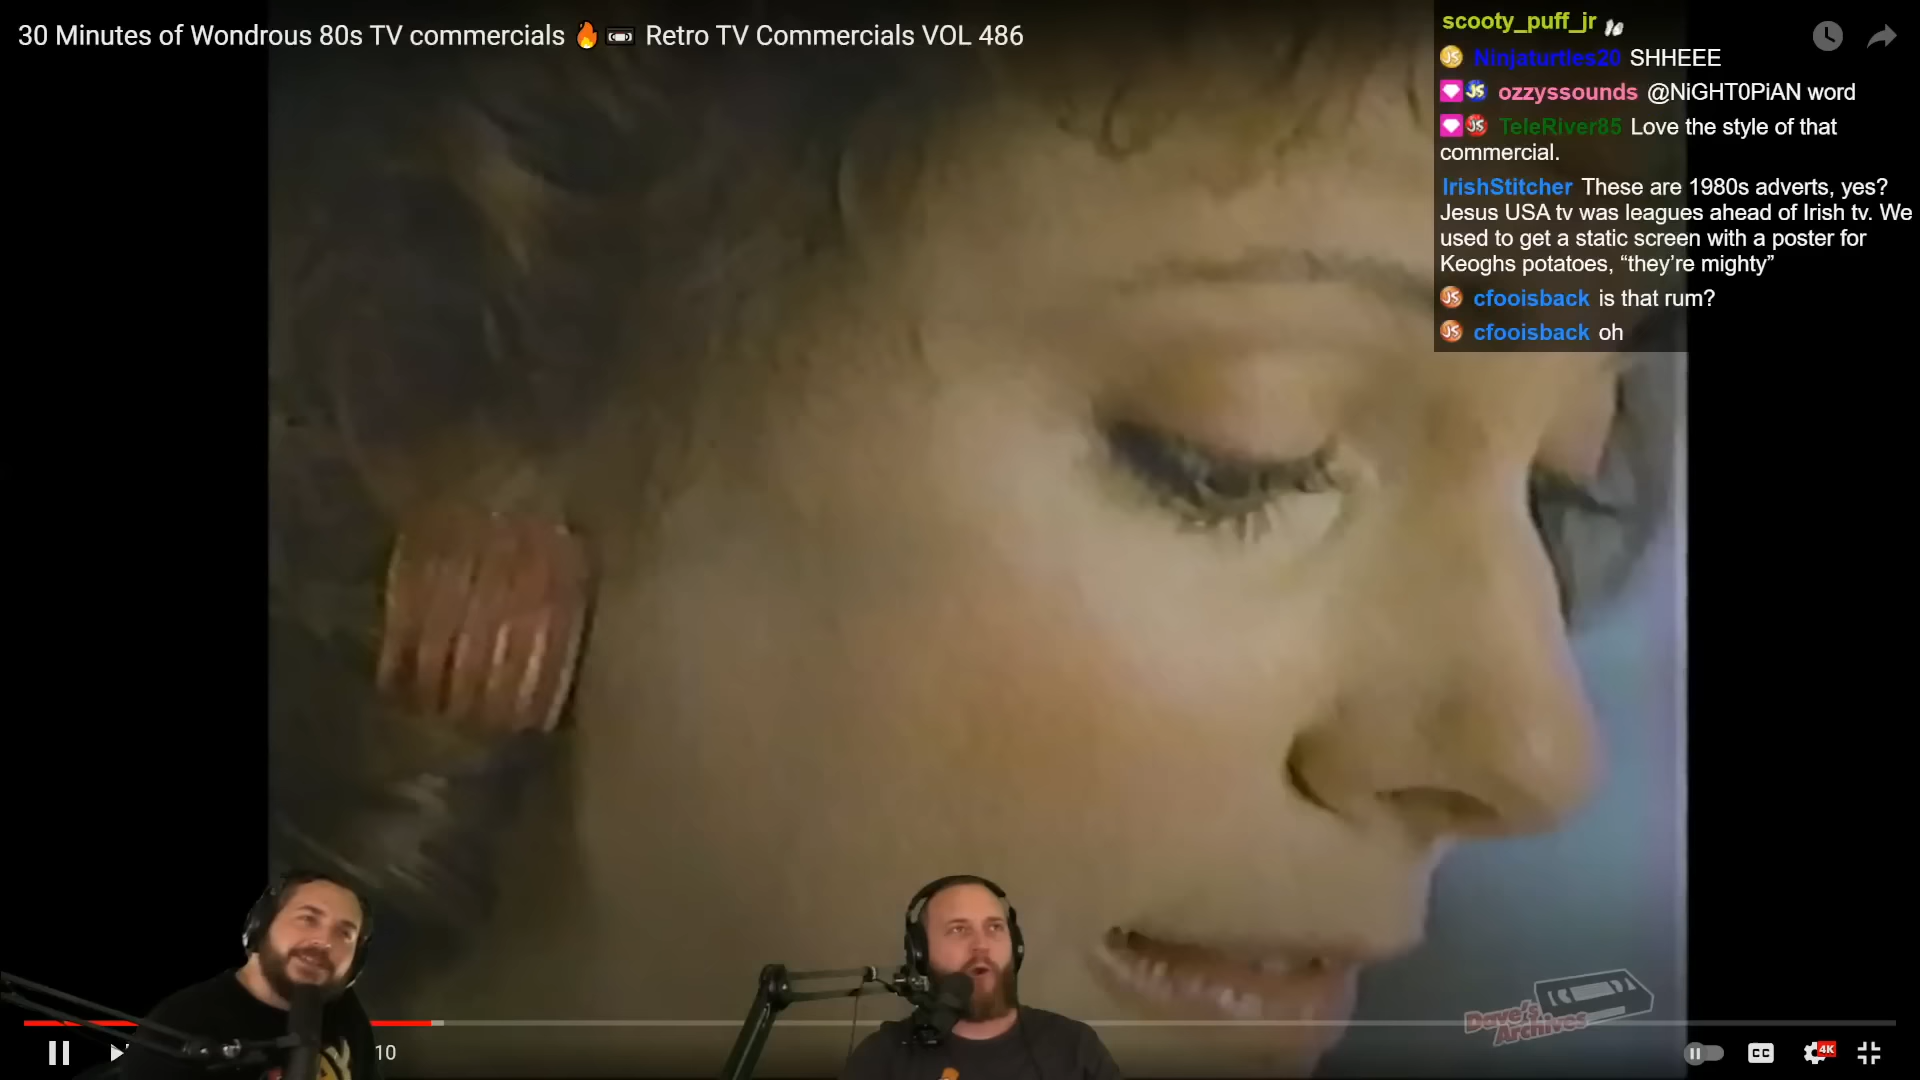 30 Minutes of Wondrous 80s TV commercials 🔥📼 Retro TV Commercials VOL 486
scooty_puff_jr
Ninjaturtles20 SHHEEE
ozzyssounds @NiGHT0PiAN word
TeleRiver85 Love the style of that
commercial.
IrishStitcher These are 1980s adverts, yes?
Jesus USA tv was leagues ahead of Irish tv. We
used to get a static screen with a poster for
Keoghs potatoes, “they’re mighty”
cfooisback is that rum?
cfooisback oh
Dave's
Archives
10
CC
4K